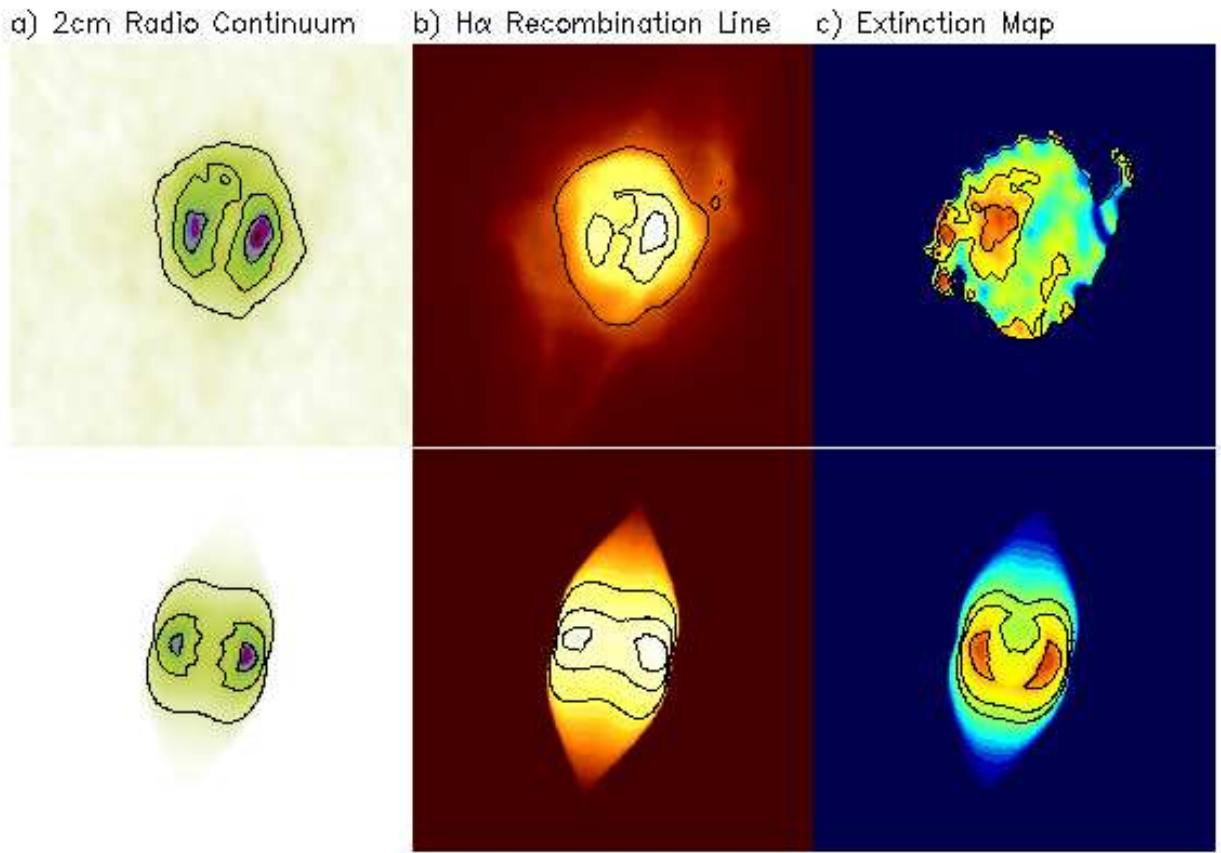 a) 2cm Radio Continuum
b) Hα Recombination Line
c) Extinction Map